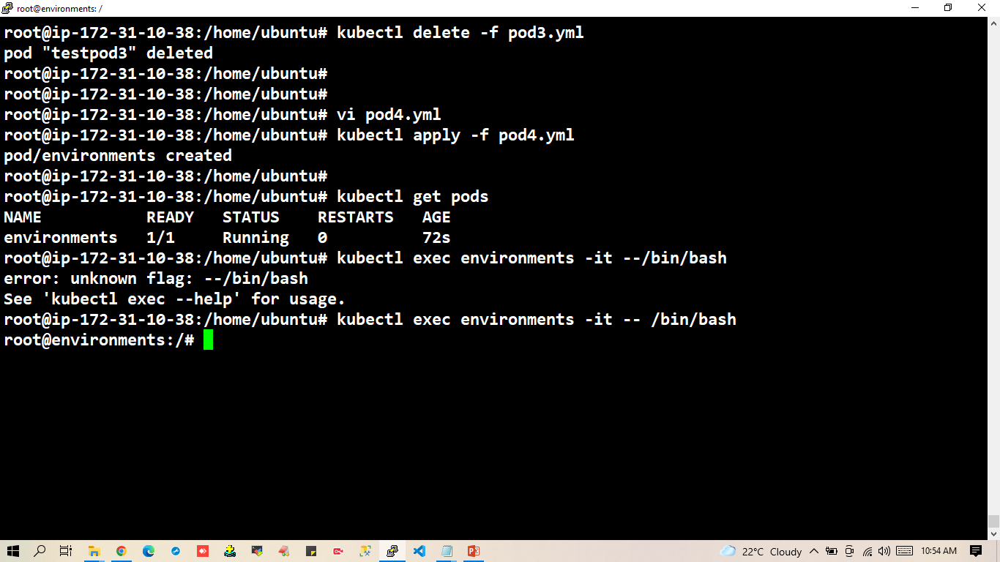 root@environments: /
root@ip-172-31-10-38:/home/ubuntu# kubectl delete -f pod3.yml
pod "testpod3" deleted
root@ip-172-31-10-38:/home/ubuntu#
root@ip-172-31-10-38:/home/ubuntu#
root@ip-172-31-10-38:/home/ubuntu# vi pod4.yml
root@ip-172-31-10-38:/home/ubuntu# kubectl apply -f pod4.yml
pod/environments created
root@ip-172-31-10-38:/home/ubuntu#
root@ip-172-31-10-38:/home/ubuntu# kubectl get pods
NAME           READY   STATUS    RESTARTS   AGE
environments   1/1     Running   0          72s
root@ip-172-31-10-38:/home/ubuntu# kubectl exec environments -it --/bin/bash
error: unknown flag: --/bin/bash
See 'kubectl exec --help' for usage.
root@ip-172-31-10-38:/home/ubuntu# kubectl exec environments -it -- /bin/bash
root@environments:/#
22°C Cloudy 10:54 AM